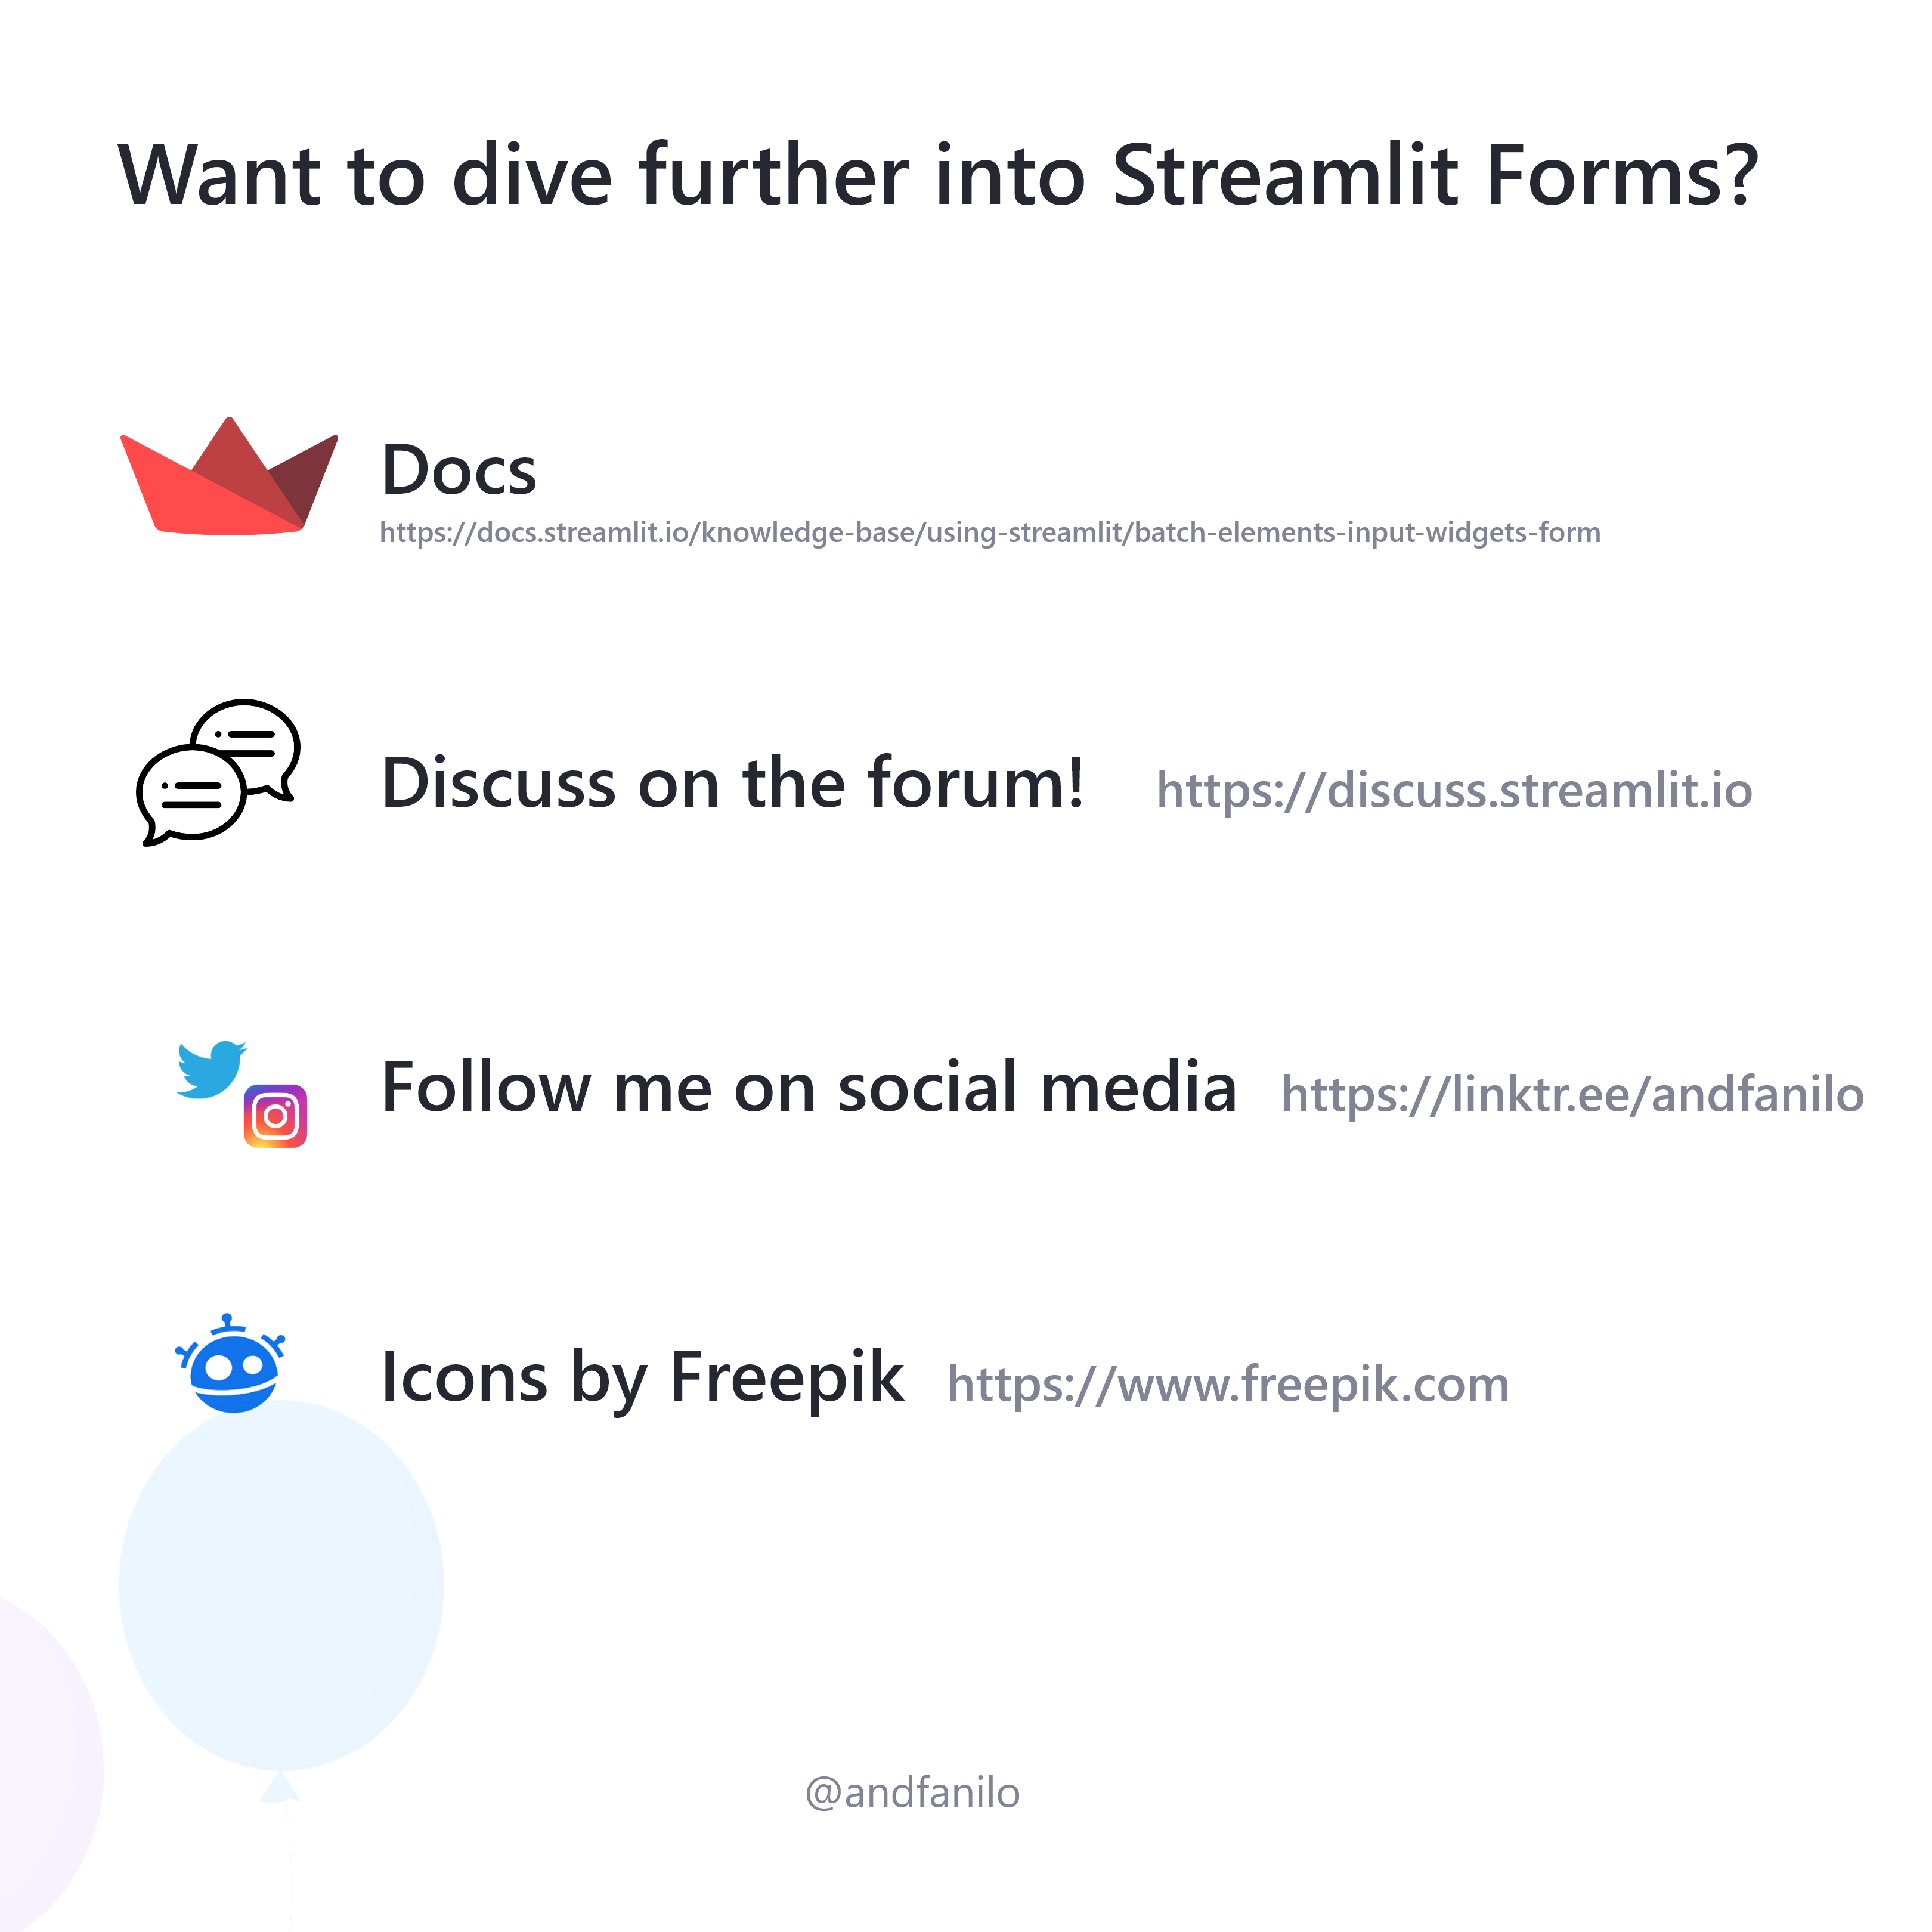 Want to dive further into Streamlit Forms?
Docs
https://docs.streamlit.io/knowledge-base/using-streamlit/batch-elements-input-widgets-form
Discuss on the forum! https://discuss.streamlit.io
Follow me on social media https://linktr.ee/andfanilo
Icons by Freepik https://www.freepik.com
@andfanilo